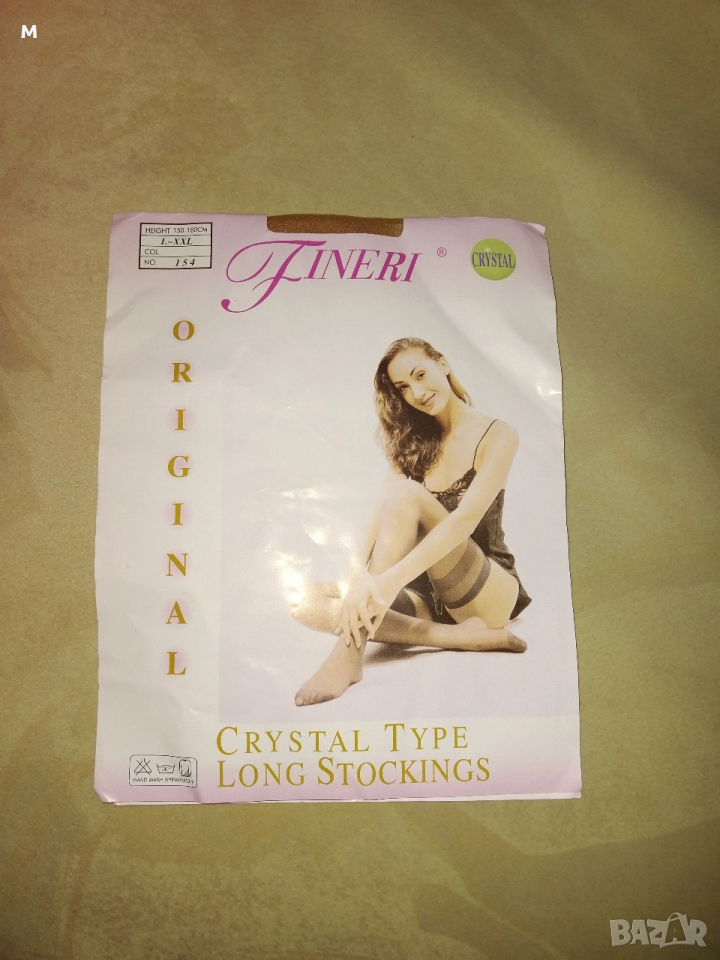 M
HEIGHT 150-180CM
L~XXL
COL
NO. 154
FINERI ®
CRYSTAL
ORIGINAL
CRYSTAL TYPE
LONG STOCKINGS
HAND WASH SEPARATELY
BAZAR